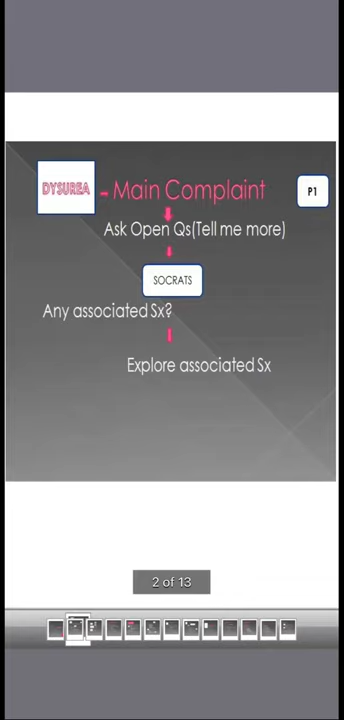 DYSUREA
Main Complaint
P1
Ask Open Qs(Tell me more)
SOCRATS
Any associated Sx?
Explore associated Sx
2 of 13